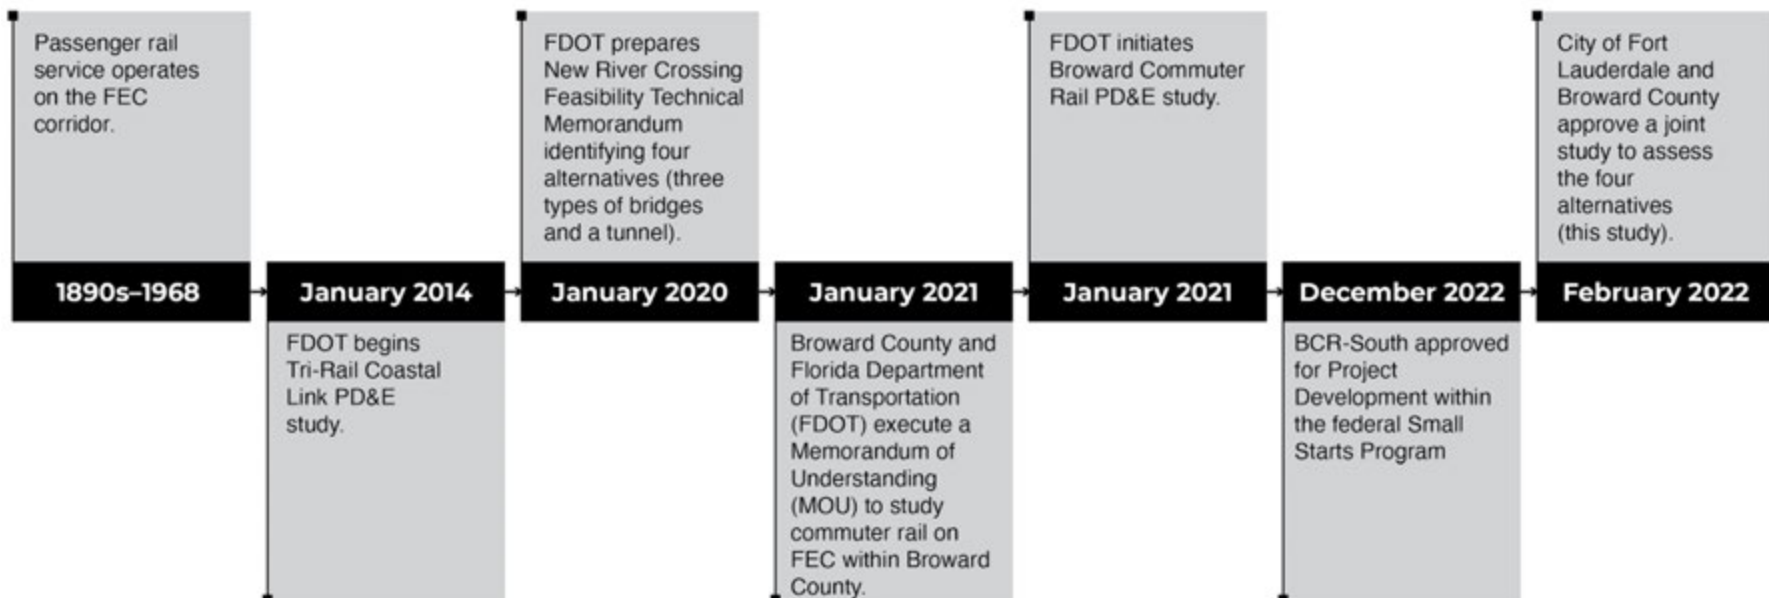 Passenger rail
service operates
on the FEC
corridor.
1890s–1968
January 2014
FDOT begins
Tri-Rail Coastal
Link PD&E
study.
FDOT prepares
New River Crossing
Feasibility Technical
Memorandum
identifying four
alternatives (three
types of bridges
and a tunnel).
January 2020
January 2021
Broward County and
Florida Department
of Transportation
(FDOT) execute a
Memorandum of
Understanding
(MOU) to study
commuter rail on
FEC within Broward
County.
FDOT initiates
Broward Commuter
Rail PD&E study.
January 2021
December 2022
BCR-South approved
for Project
Development within
the federal Small
Starts Program
City of Fort
Lauderdale and
Broward County
approve a joint
study to assess
the four
alternatives
(this study).
February 2022